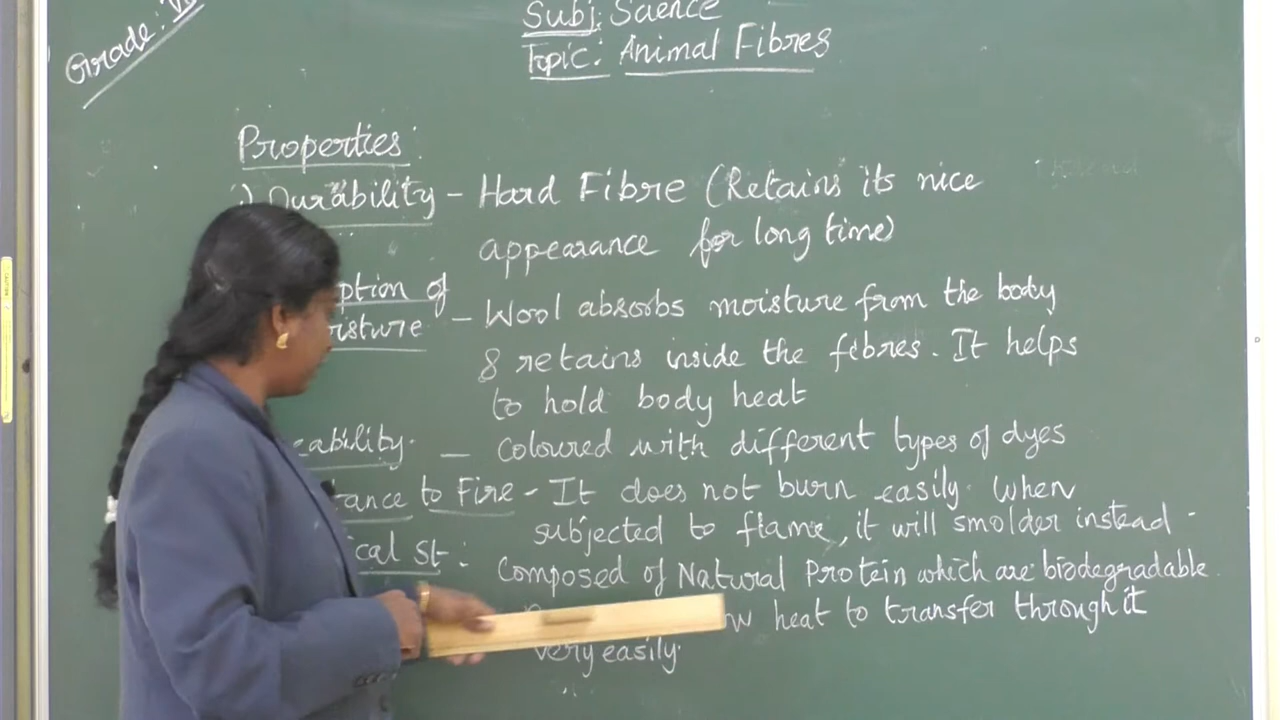 Grade: VI
Subj: Science
Topic: Animal Fibres
Properties:
i) Durability - Hard Fibre (Retains its nice
appearance for long time)
ption of
isture - Wool absorbs moisture from the body
& retains inside the fibres. It helps
to hold body heat
eability. - Coloured with different types of dyes
ance to Fire - It does not burn easily. When
subjected to flame, it will smolder instead -
ical St: Composed of Natural Protein which are biodegradable.
ow heat to transfer through it
very easily.